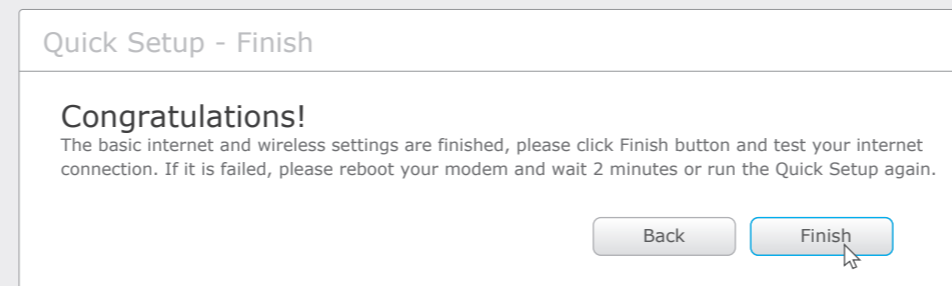 Quick Setup - Finish
Congratulations!
The basic internet and wireless settings are finished, please click Finish button and test your internet
connection. If it is failed, please reboot your modem and wait 2 minutes or run the Quick Setup again.
Back
Finish